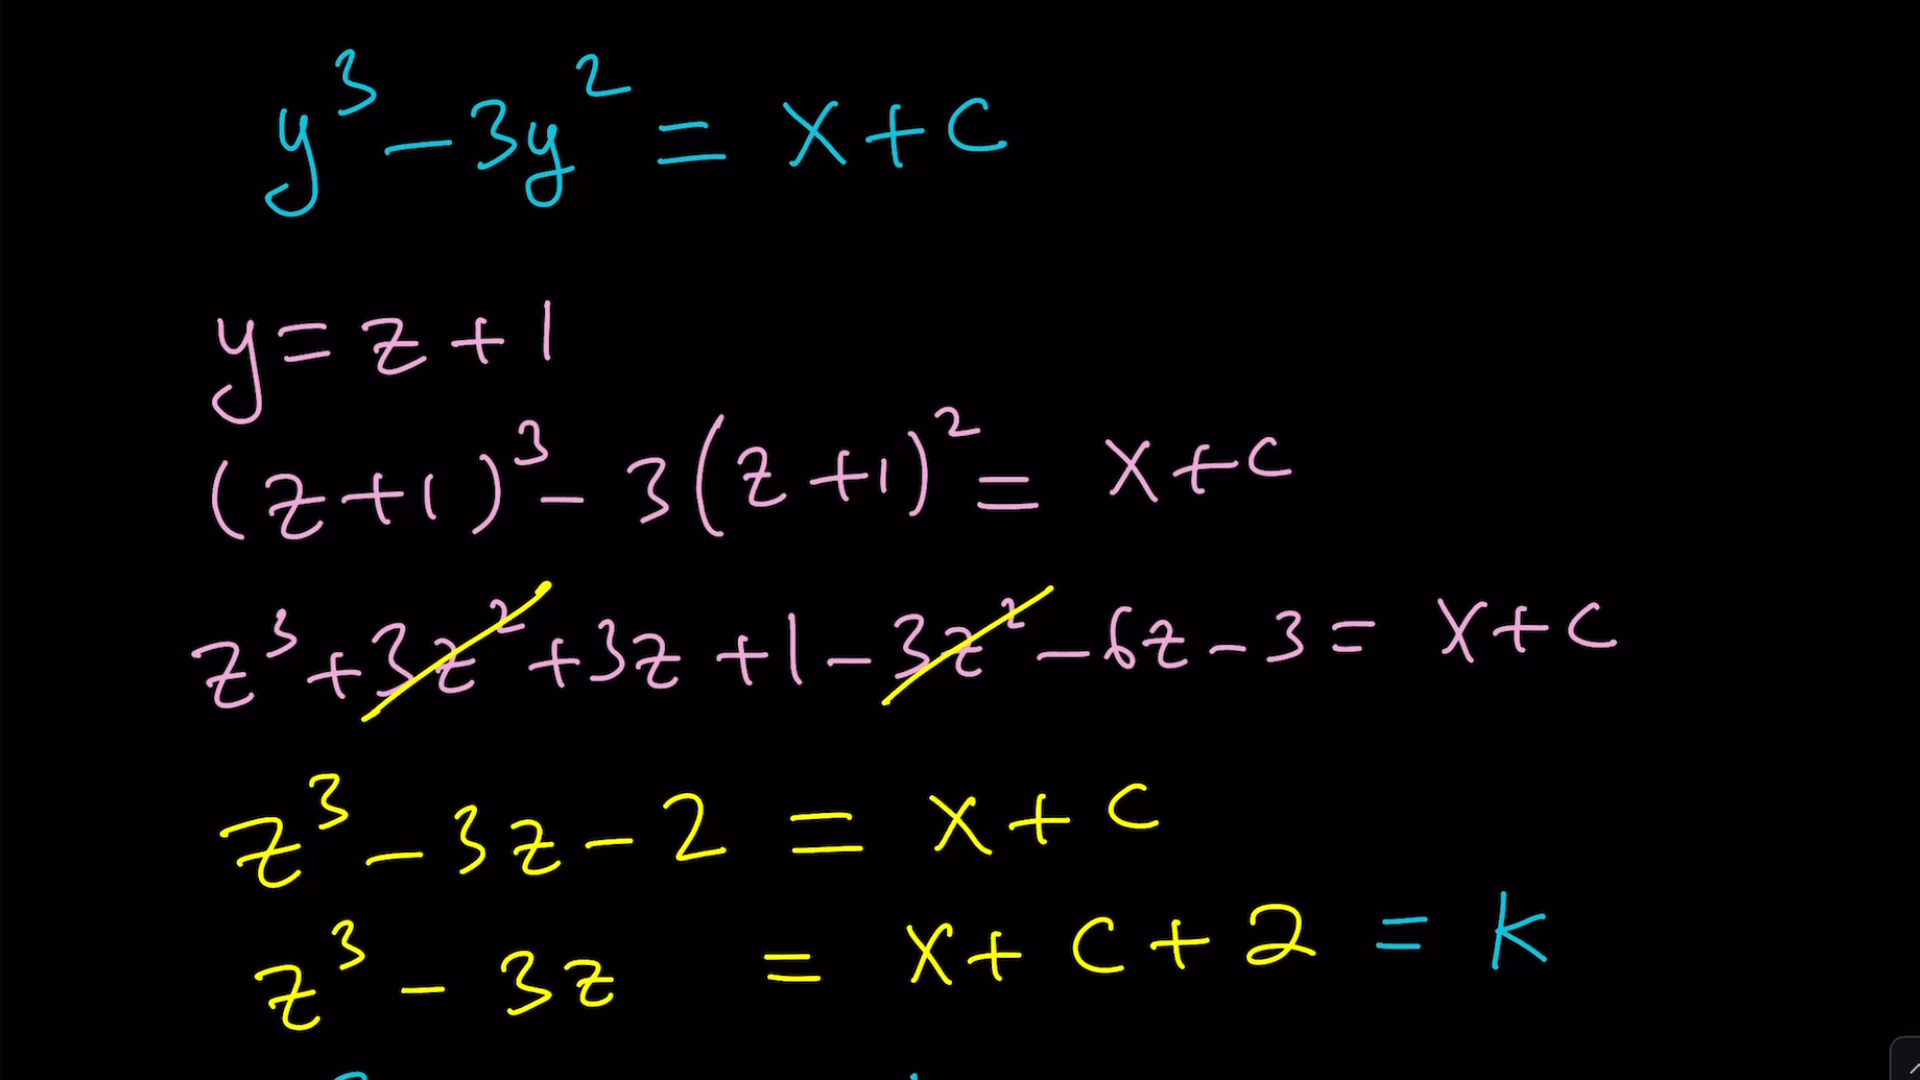 y³ - 3y² = x + c
y = z + 1
(z + 1)³ - 3(z + 1)² = x + c
z³ + 3z² + 3z + 1 - 3z² - 6z - 3 = x + c
z³ - 3z - 2 = x + c
z³ - 3z = x + c + 2 = k